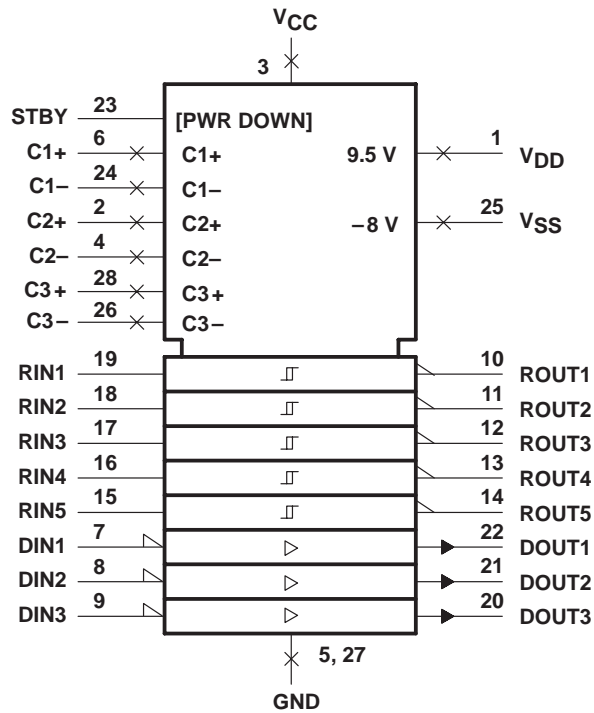 VCC
3
STBY 23 [PWR DOWN]
C1+ 6 C1+ 9.5 V 1 VDD
C1− 24 C1−
C2+ 2 C2+ −8 V 25 VSS
C2− 4 C2−
C3+ 28 C3+
C3− 26 C3−
RIN1 19 10 ROUT1
RIN2 18 11 ROUT2
RIN3 17 12 ROUT3
RIN4 16 13 ROUT4
RIN5 15 14 ROUT5
DIN1 7 22 DOUT1
DIN2 8 21 DOUT2
DIN3 9 20 DOUT3
5, 27
GND